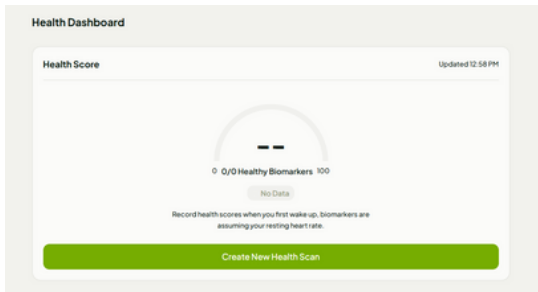 Health Dashboard
Health Score
Updated 12:58 PM
--
0 0/0 Healthy Biomarkers 100
No Data
Record health scores when you first wake up, biomarkers are
assuming your resting heart rate.
Create New Health Scan